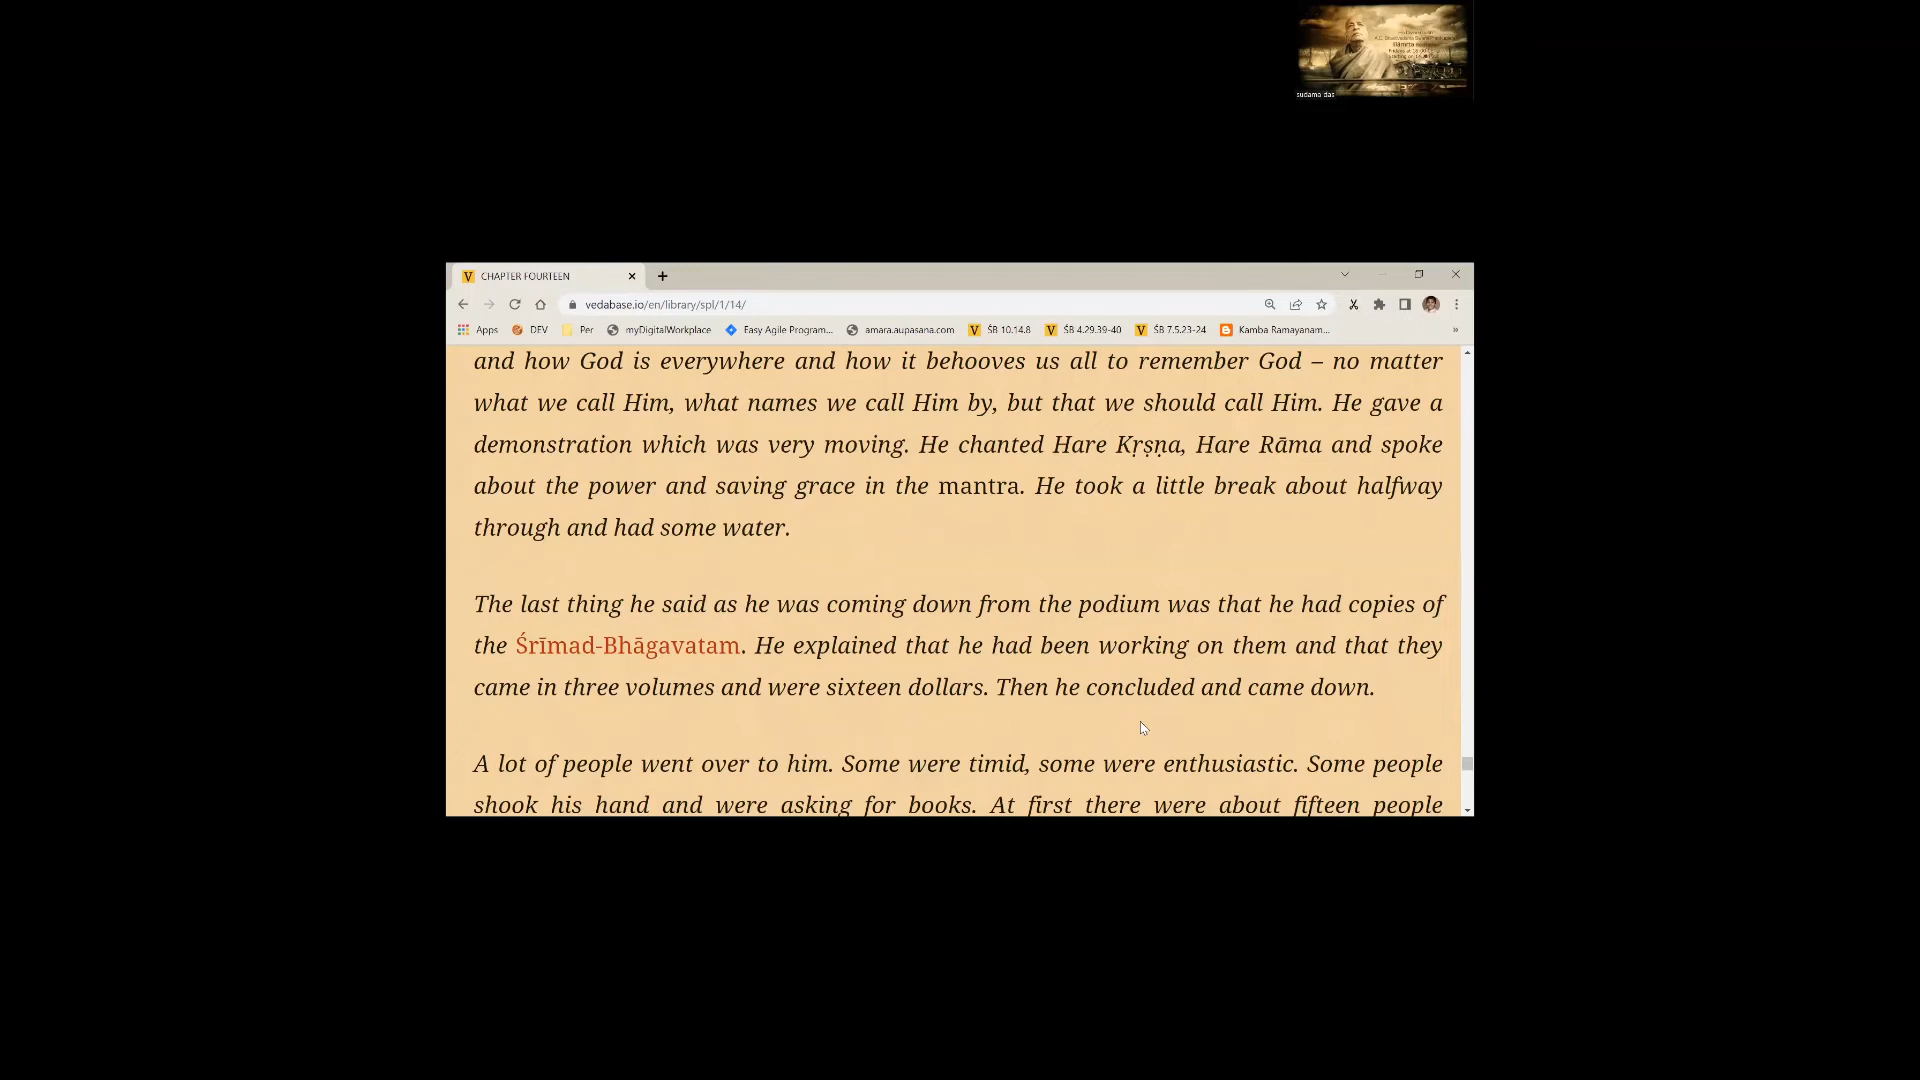 sudama das
CHAPTER FOURTEEN
vedabase.io/en/library/spl/1/14/
Apps DEV Per myDigitalWorkplace Easy Agile Program... amara.aupasana.com ŚB 10.14.8 ŚB 4.29.39-40 ŚB 7.5.23-24 Kamba Ramayanam... »
and how God is everywhere and how it behooves us all to remember God – no matter
what we call Him, what names we call Him by, but that we should call Him. He gave a
demonstration which was very moving. He chanted Hare Kṛṣṇa, Hare Rāma and spoke
about the power and saving grace in the mantra. He took a little break about halfway
through and had some water.
The last thing he said as he was coming down from the podium was that he had copies of
the Śrīmad-Bhāgavatam. He explained that he had been working on them and that they
came in three volumes and were sixteen dollars. Then he concluded and came down.
A lot of people went over to him. Some were timid, some were enthusiastic. Some people
shook his hand and were asking for books. At first there were about fifteen people